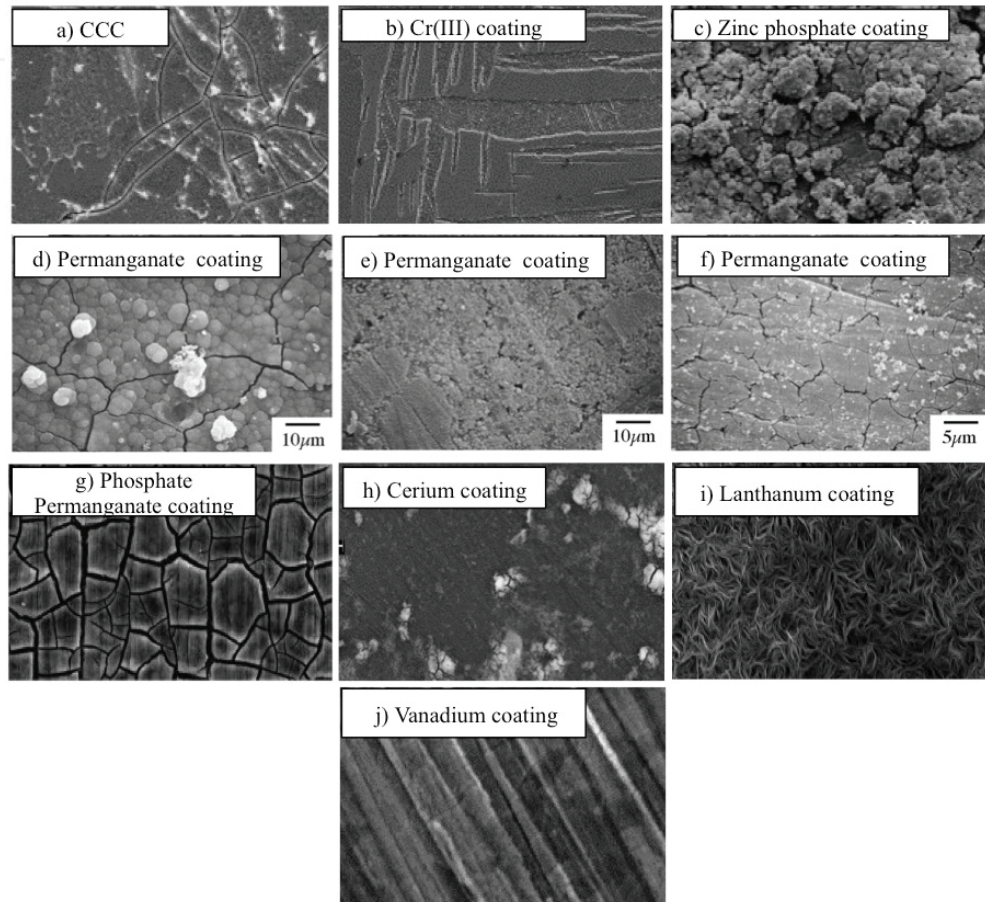 a) CCC
b) Cr(III) coating
c) Zinc phosphate coating
d) Permanganate coating
10µm
e) Permanganate coating
10µm
f) Permanganate coating
5µm
g) Phosphate
Permanganate coating
h) Cerium coating
i) Lanthanum coating
j) Vanadium coating